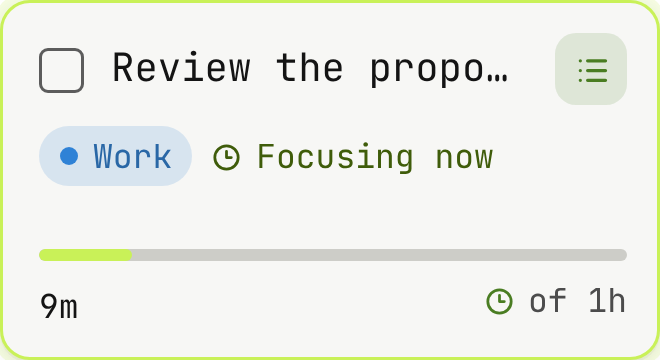 Review the propo…
Work
Focusing now
9m
of 1h